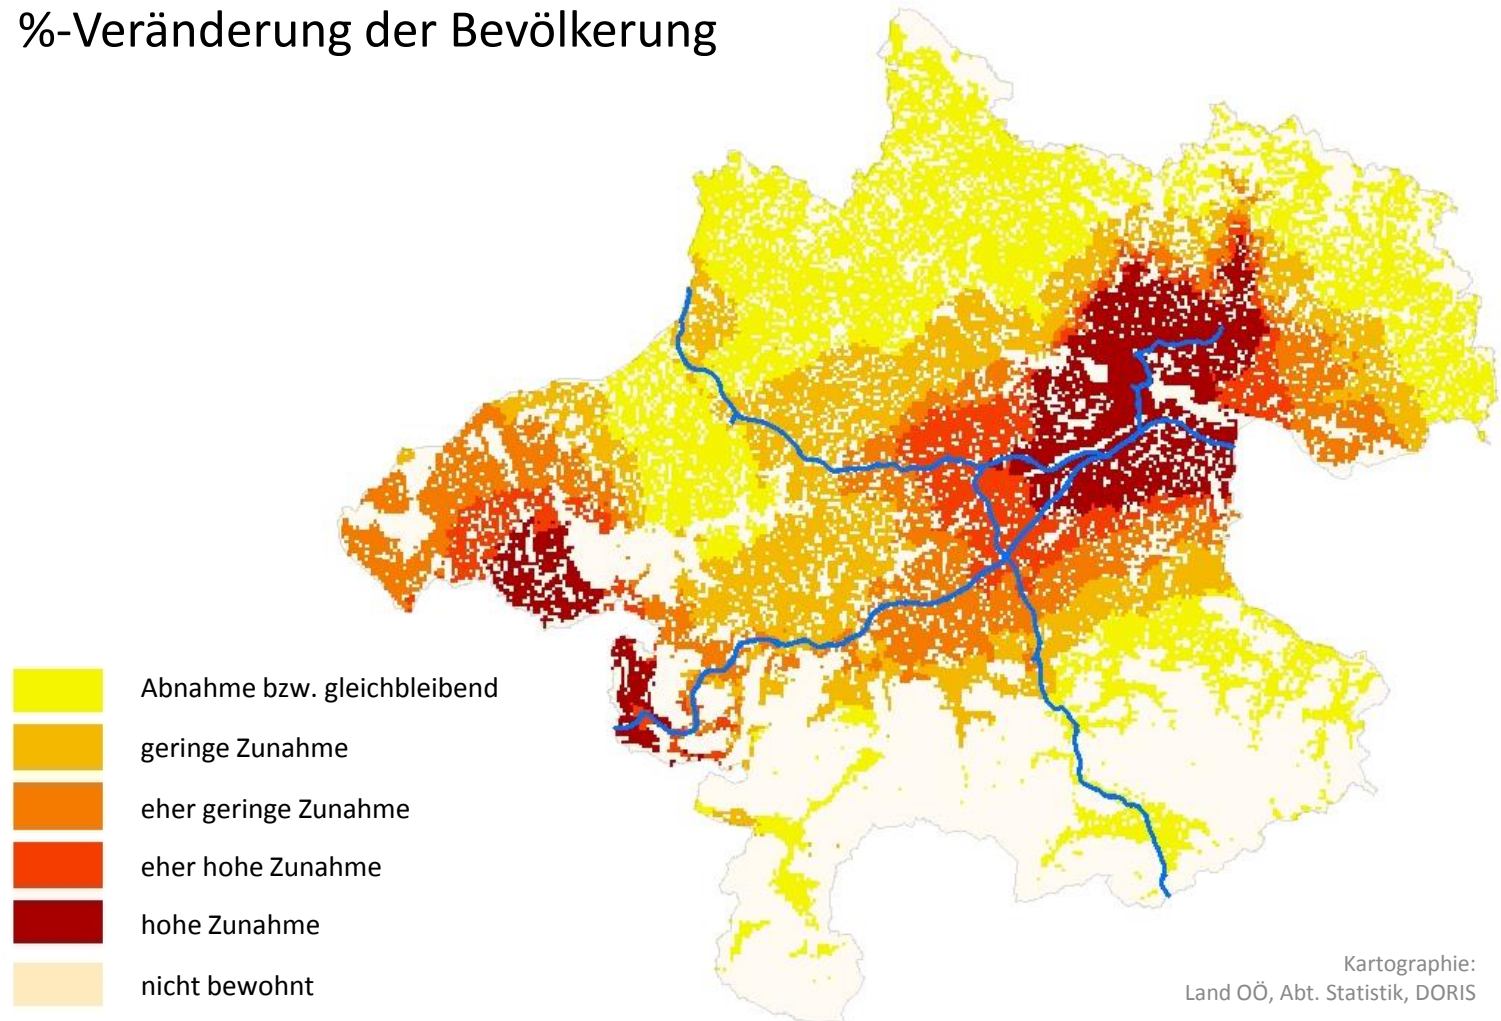 %-Veränderung der Bevölkerung
Abnahme bzw. gleichbleibend
geringe Zunahme
eher geringe Zunahme
eher hohe Zunahme
hohe Zunahme
nicht bewohnt
Kartographie:
Land OÖ, Abt. Statistik, DORIS